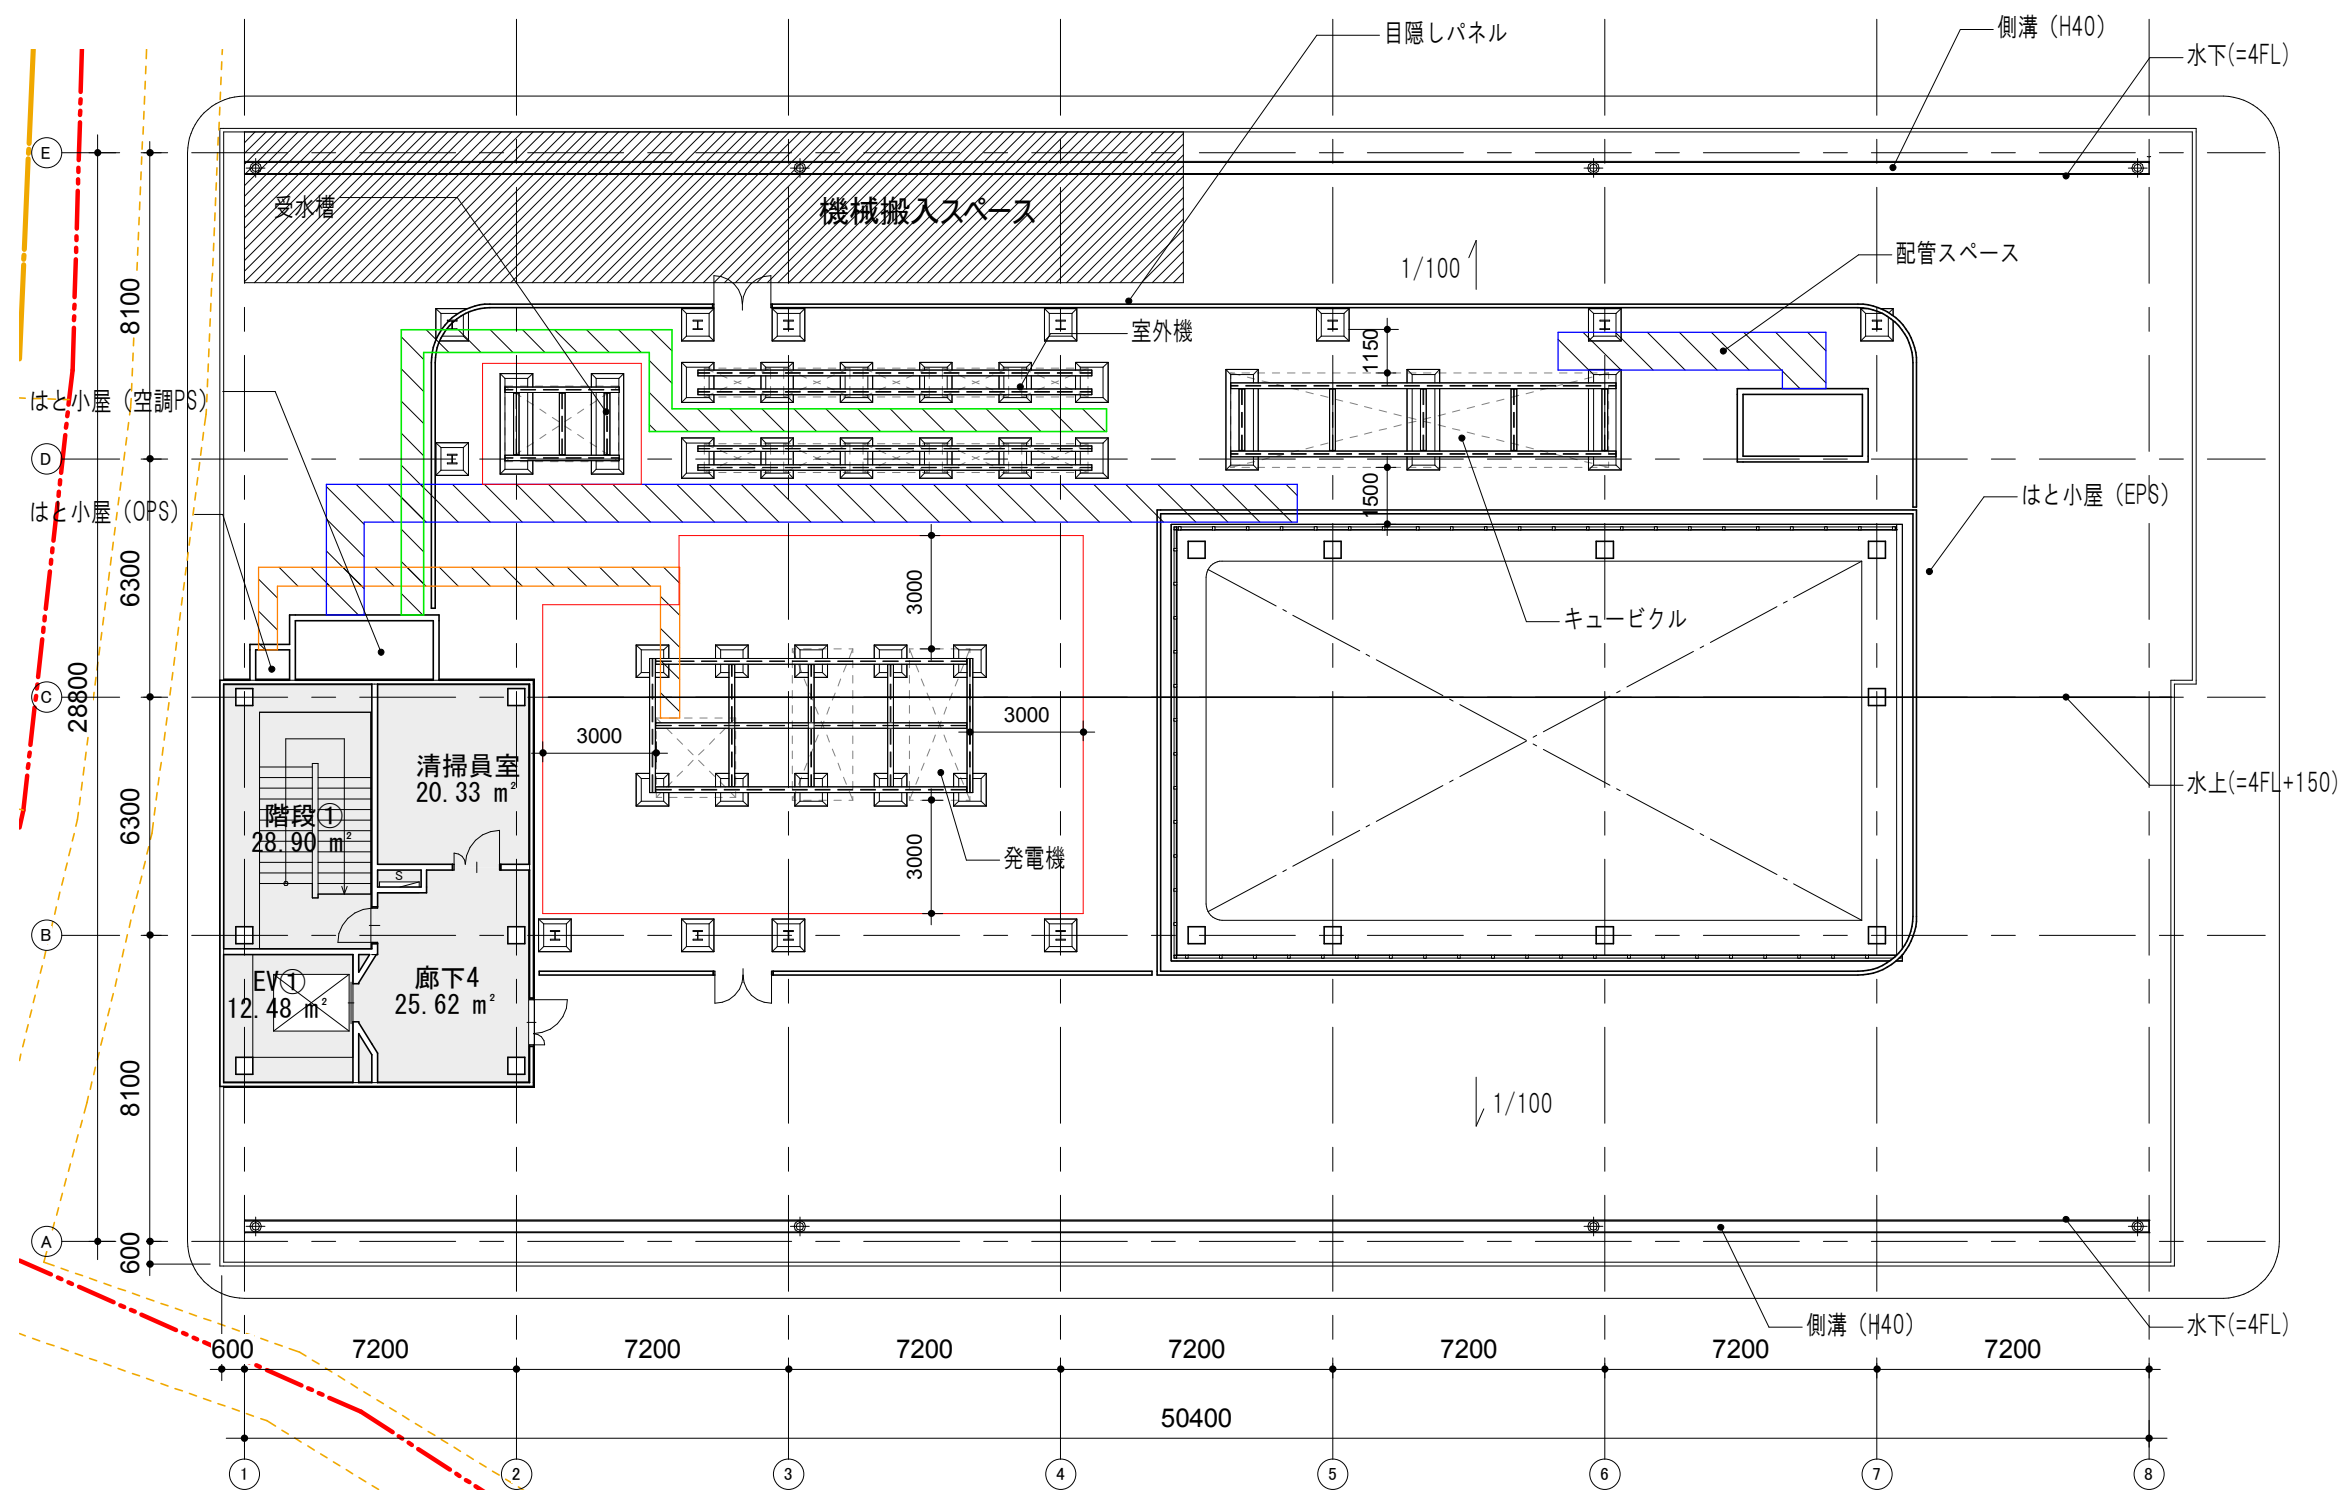 目隠しパネル
側溝（H40）
水下(=4FL)
E
受水槽
機械搬入スペース
1/100
配管スペース
8100
室外機
1150
はと小屋（空調PS）
D
はと小屋（OPS）
1500
はと小屋（EPS）
6300
3000
キュービクル
28800
C
3000
3000
清掃員室
20.33 m²
水上(=4FL+150)
階段①
28.90 m²
6300
3000
発電機
S
B
EV①
12.48 m²
廊下4
25.62 m²
8100
1/100
A
600
側溝（H40）
水下(=4FL)
600
7200
7200
7200
7200
7200
7200
7200
50400
1
2
3
4
5
6
7
8